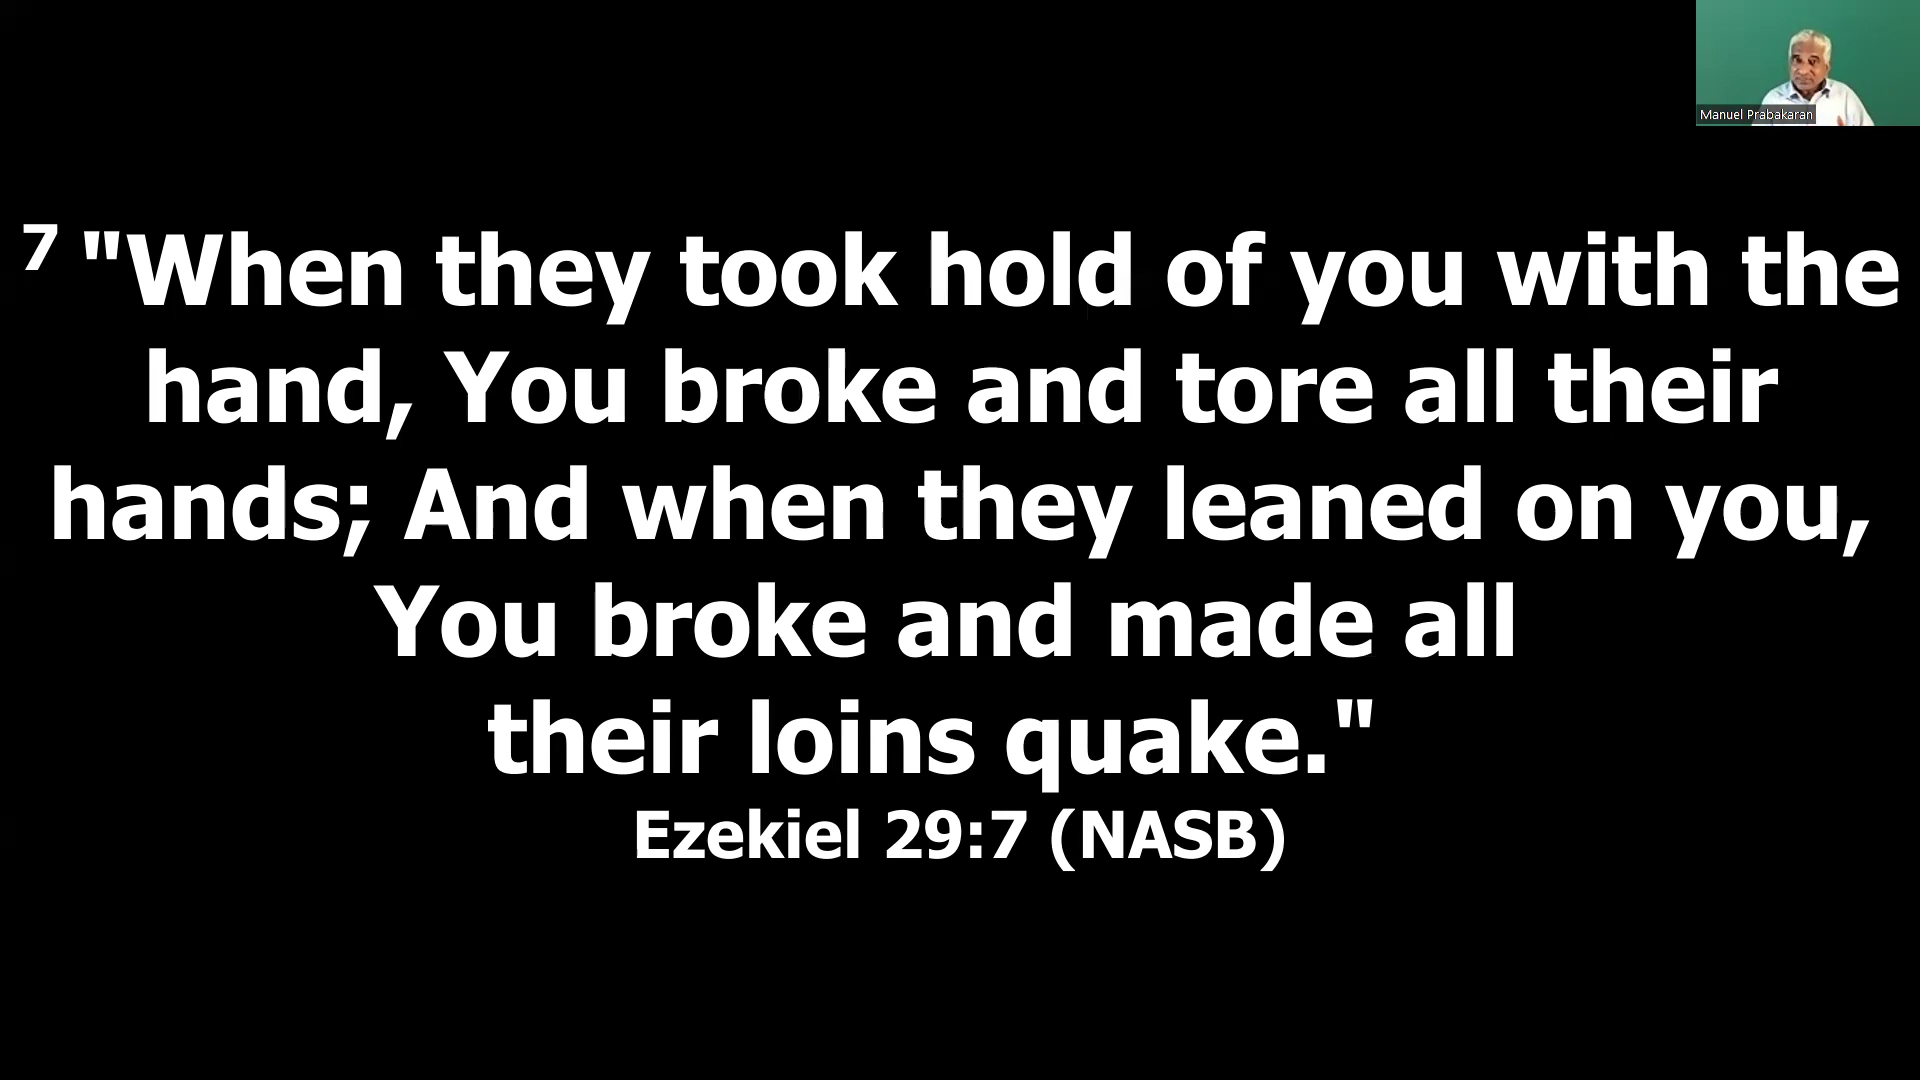 Manuel Prabakaran
7 "When they took hold of you with the
hand, You broke and tore all their
hands; And when they leaned on you,
You broke and made all
their loins quake."
Ezekiel 29:7 (NASB)